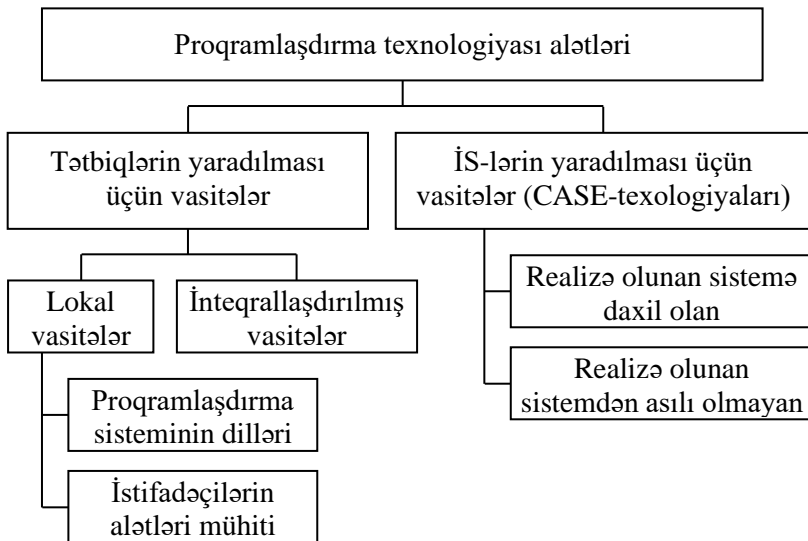 Proqramlaşdırma texnologiyası alətləri
Tətbiqlərin yaradılması
üçün vasitələr
İS-lərin yaradılması üçün
vasitələr (CASE-texologiyaları)
Lokal
vasitələr
İnteqrallaşdırılmış
vasitələr
Realizə olunan sistemə
daxil olan
Realizə olunan
sistemdən asılı olmayan
Proqramlaşdırma
sisteminin dilləri
İstifadəçilərin
alətləri mühiti